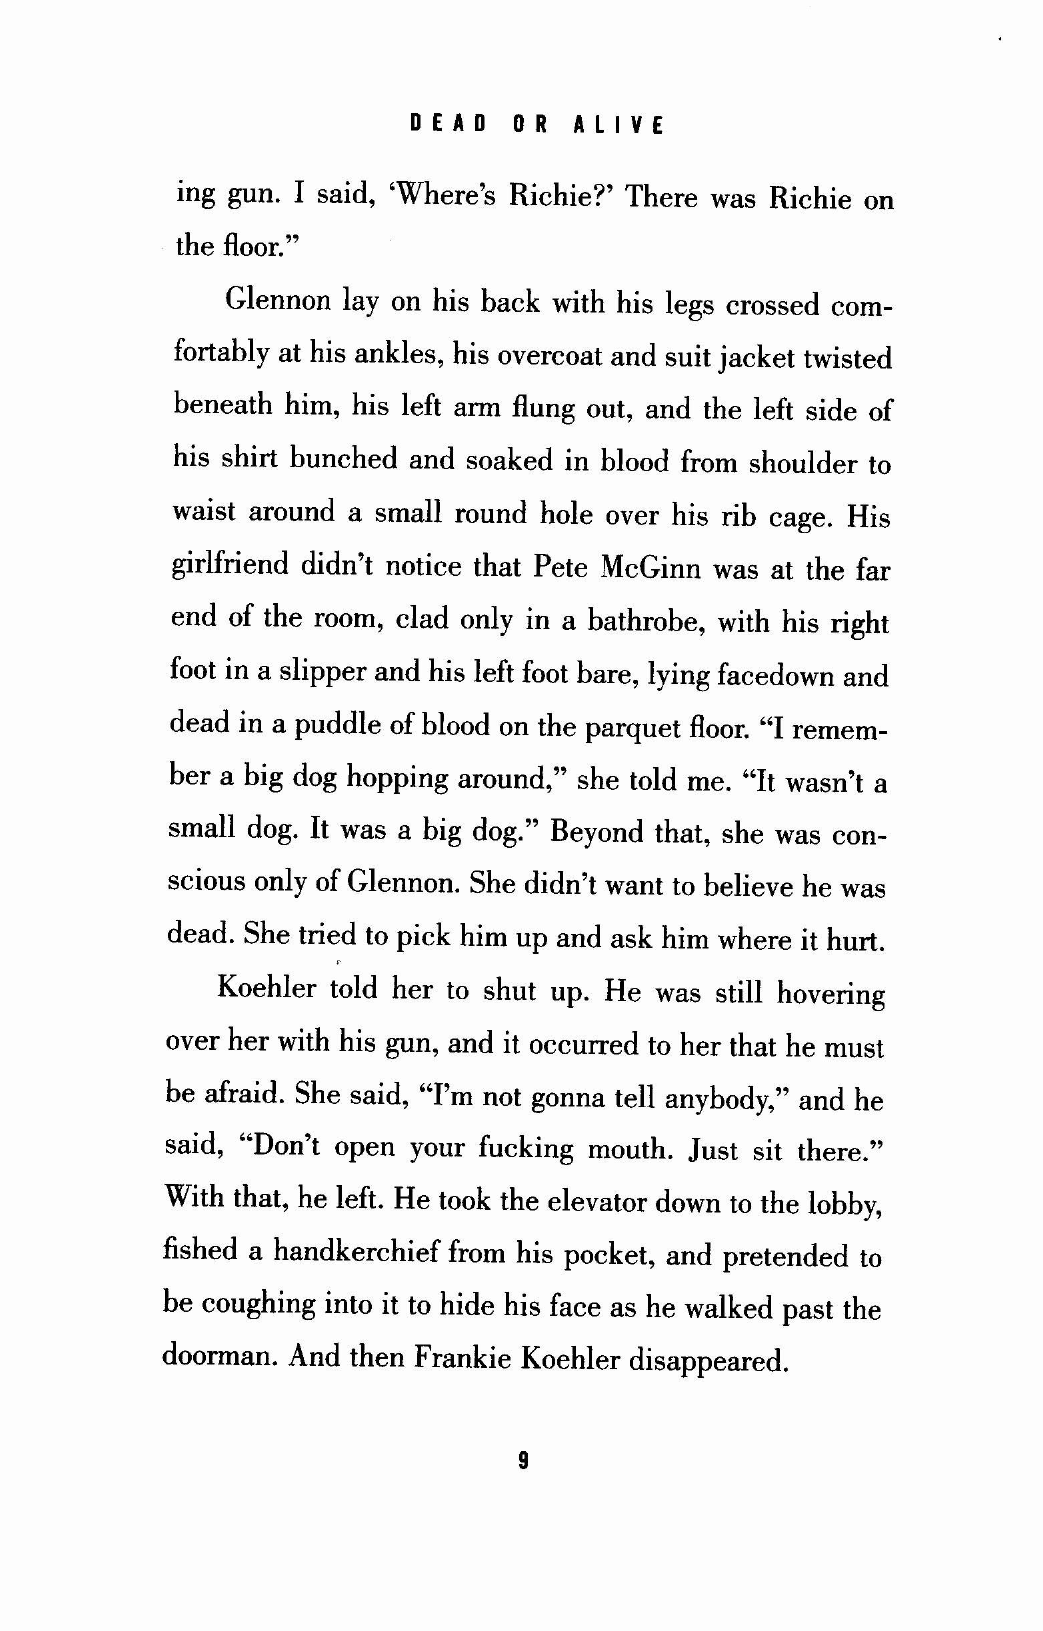 DEAD OR ALIVE
ing gun. I said, ‘Where’s Richie?’ There was Richie on
the floor.”
Glennon lay on his back with his legs crossed com-
fortably at his ankles, his overcoat and suit jacket twisted
beneath him, his left arm flung out, and the left side of
his shirt bunched and soaked in blood from shoulder to
waist around a small round hole over his rib cage. His
girlfriend didn’t notice that Pete McGinn was at the far
end of the room, clad only in a bathrobe, with his right
foot in a slipper and his left foot bare, lying facedown and
dead in a puddle of blood on the parquet floor. “I remem-
ber a big dog hopping around,” she told me. “It wasn’t a
small dog. It was a big dog.” Beyond that, she was con-
scious only of Glennon. She didn’t want to believe he was
dead. She tried to pick him up and ask him where it hurt.
Koehler told her to shut up. He was still hovering
over her with his gun, and it occurred to her that he must
be afraid. She said, “I’m not gonna tell anybody,” and he
said, “Don’t open your fucking mouth. Just sit there.”
With that, he left. He took the elevator down to the lobby,
fished a handkerchief from his pocket, and pretended to
be coughing into it to hide his face as he walked past the
doorman. And then Frankie Koehler disappeared.
9